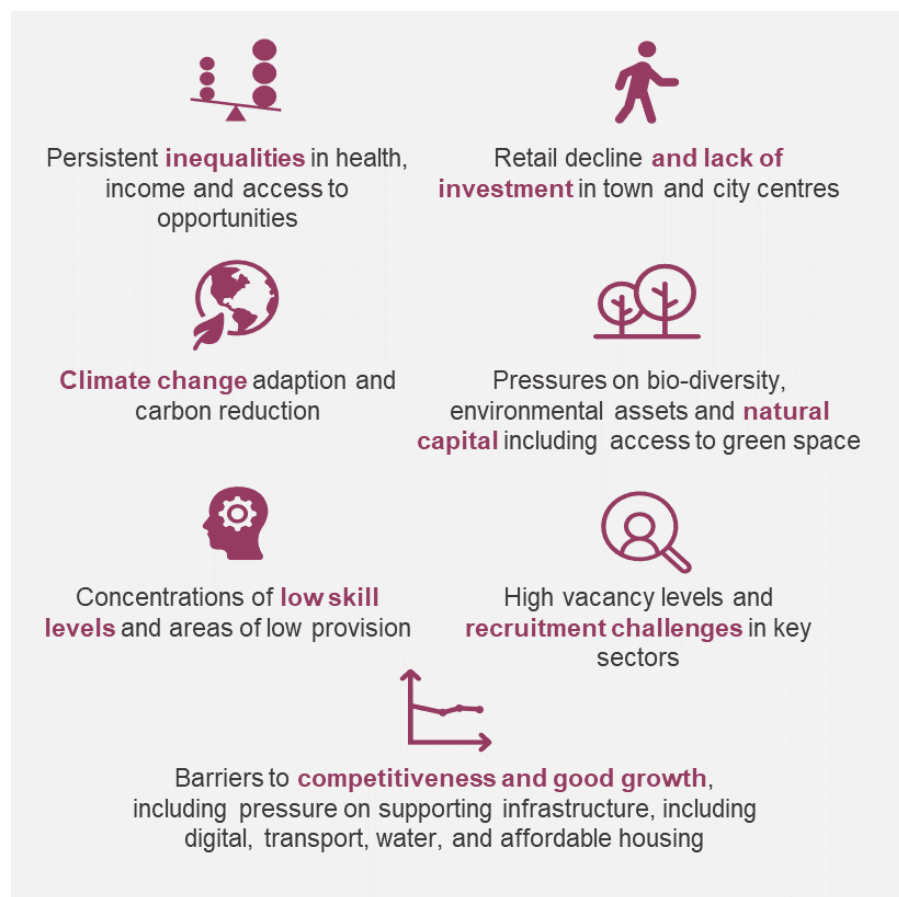 Persistent inequalities in health,
income and access to
opportunities
Retail decline and lack of
investment in town and city centres
Climate change adaption and
carbon reduction
Pressures on bio-diversity,
environmental assets and natural
capital including access to green space
Concentrations of low skill
levels and areas of low provision
High vacancy levels and
recruitment challenges in key
sectors
Barriers to competitiveness and good growth,
including pressure on supporting infrastructure, including
digital, transport, water, and affordable housing